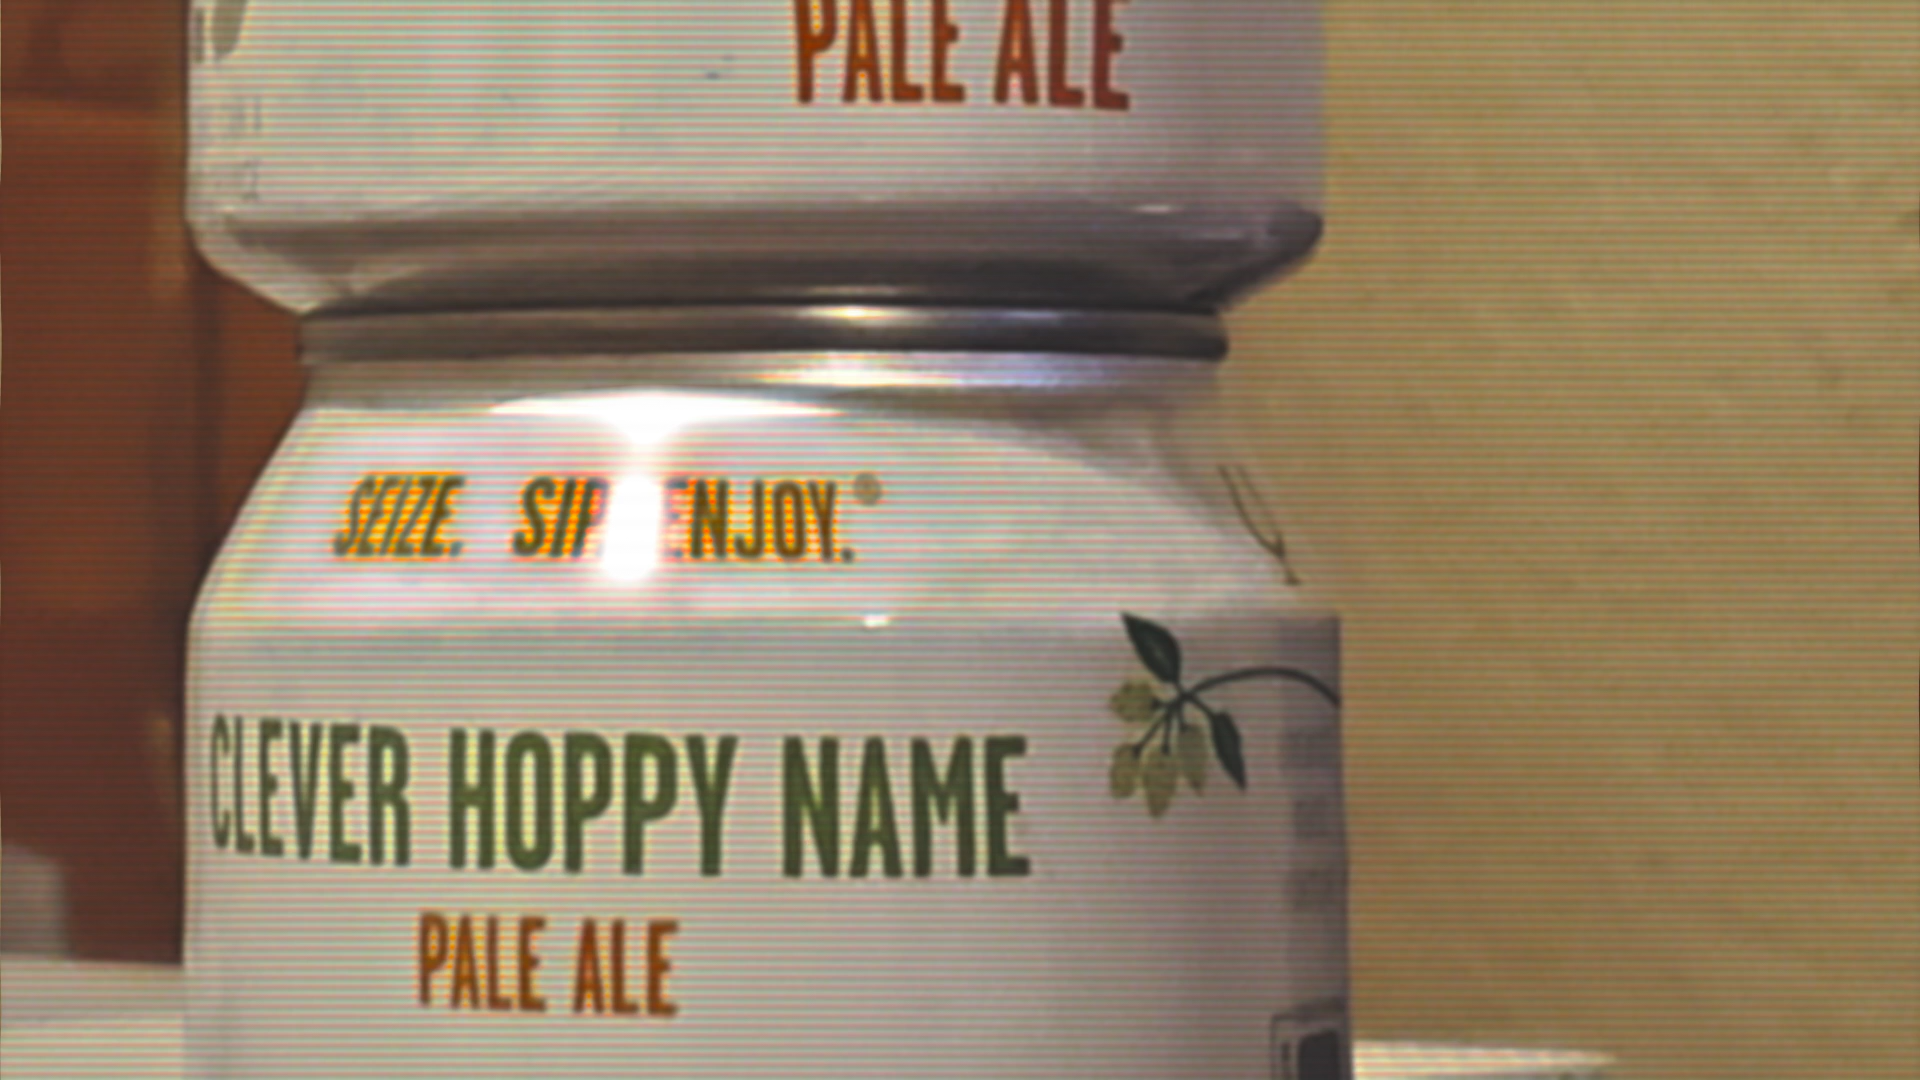 PALE ALE
SEIZE. SIP ENJOY.®
CLEVER HOPPY NAME
PALE ALE